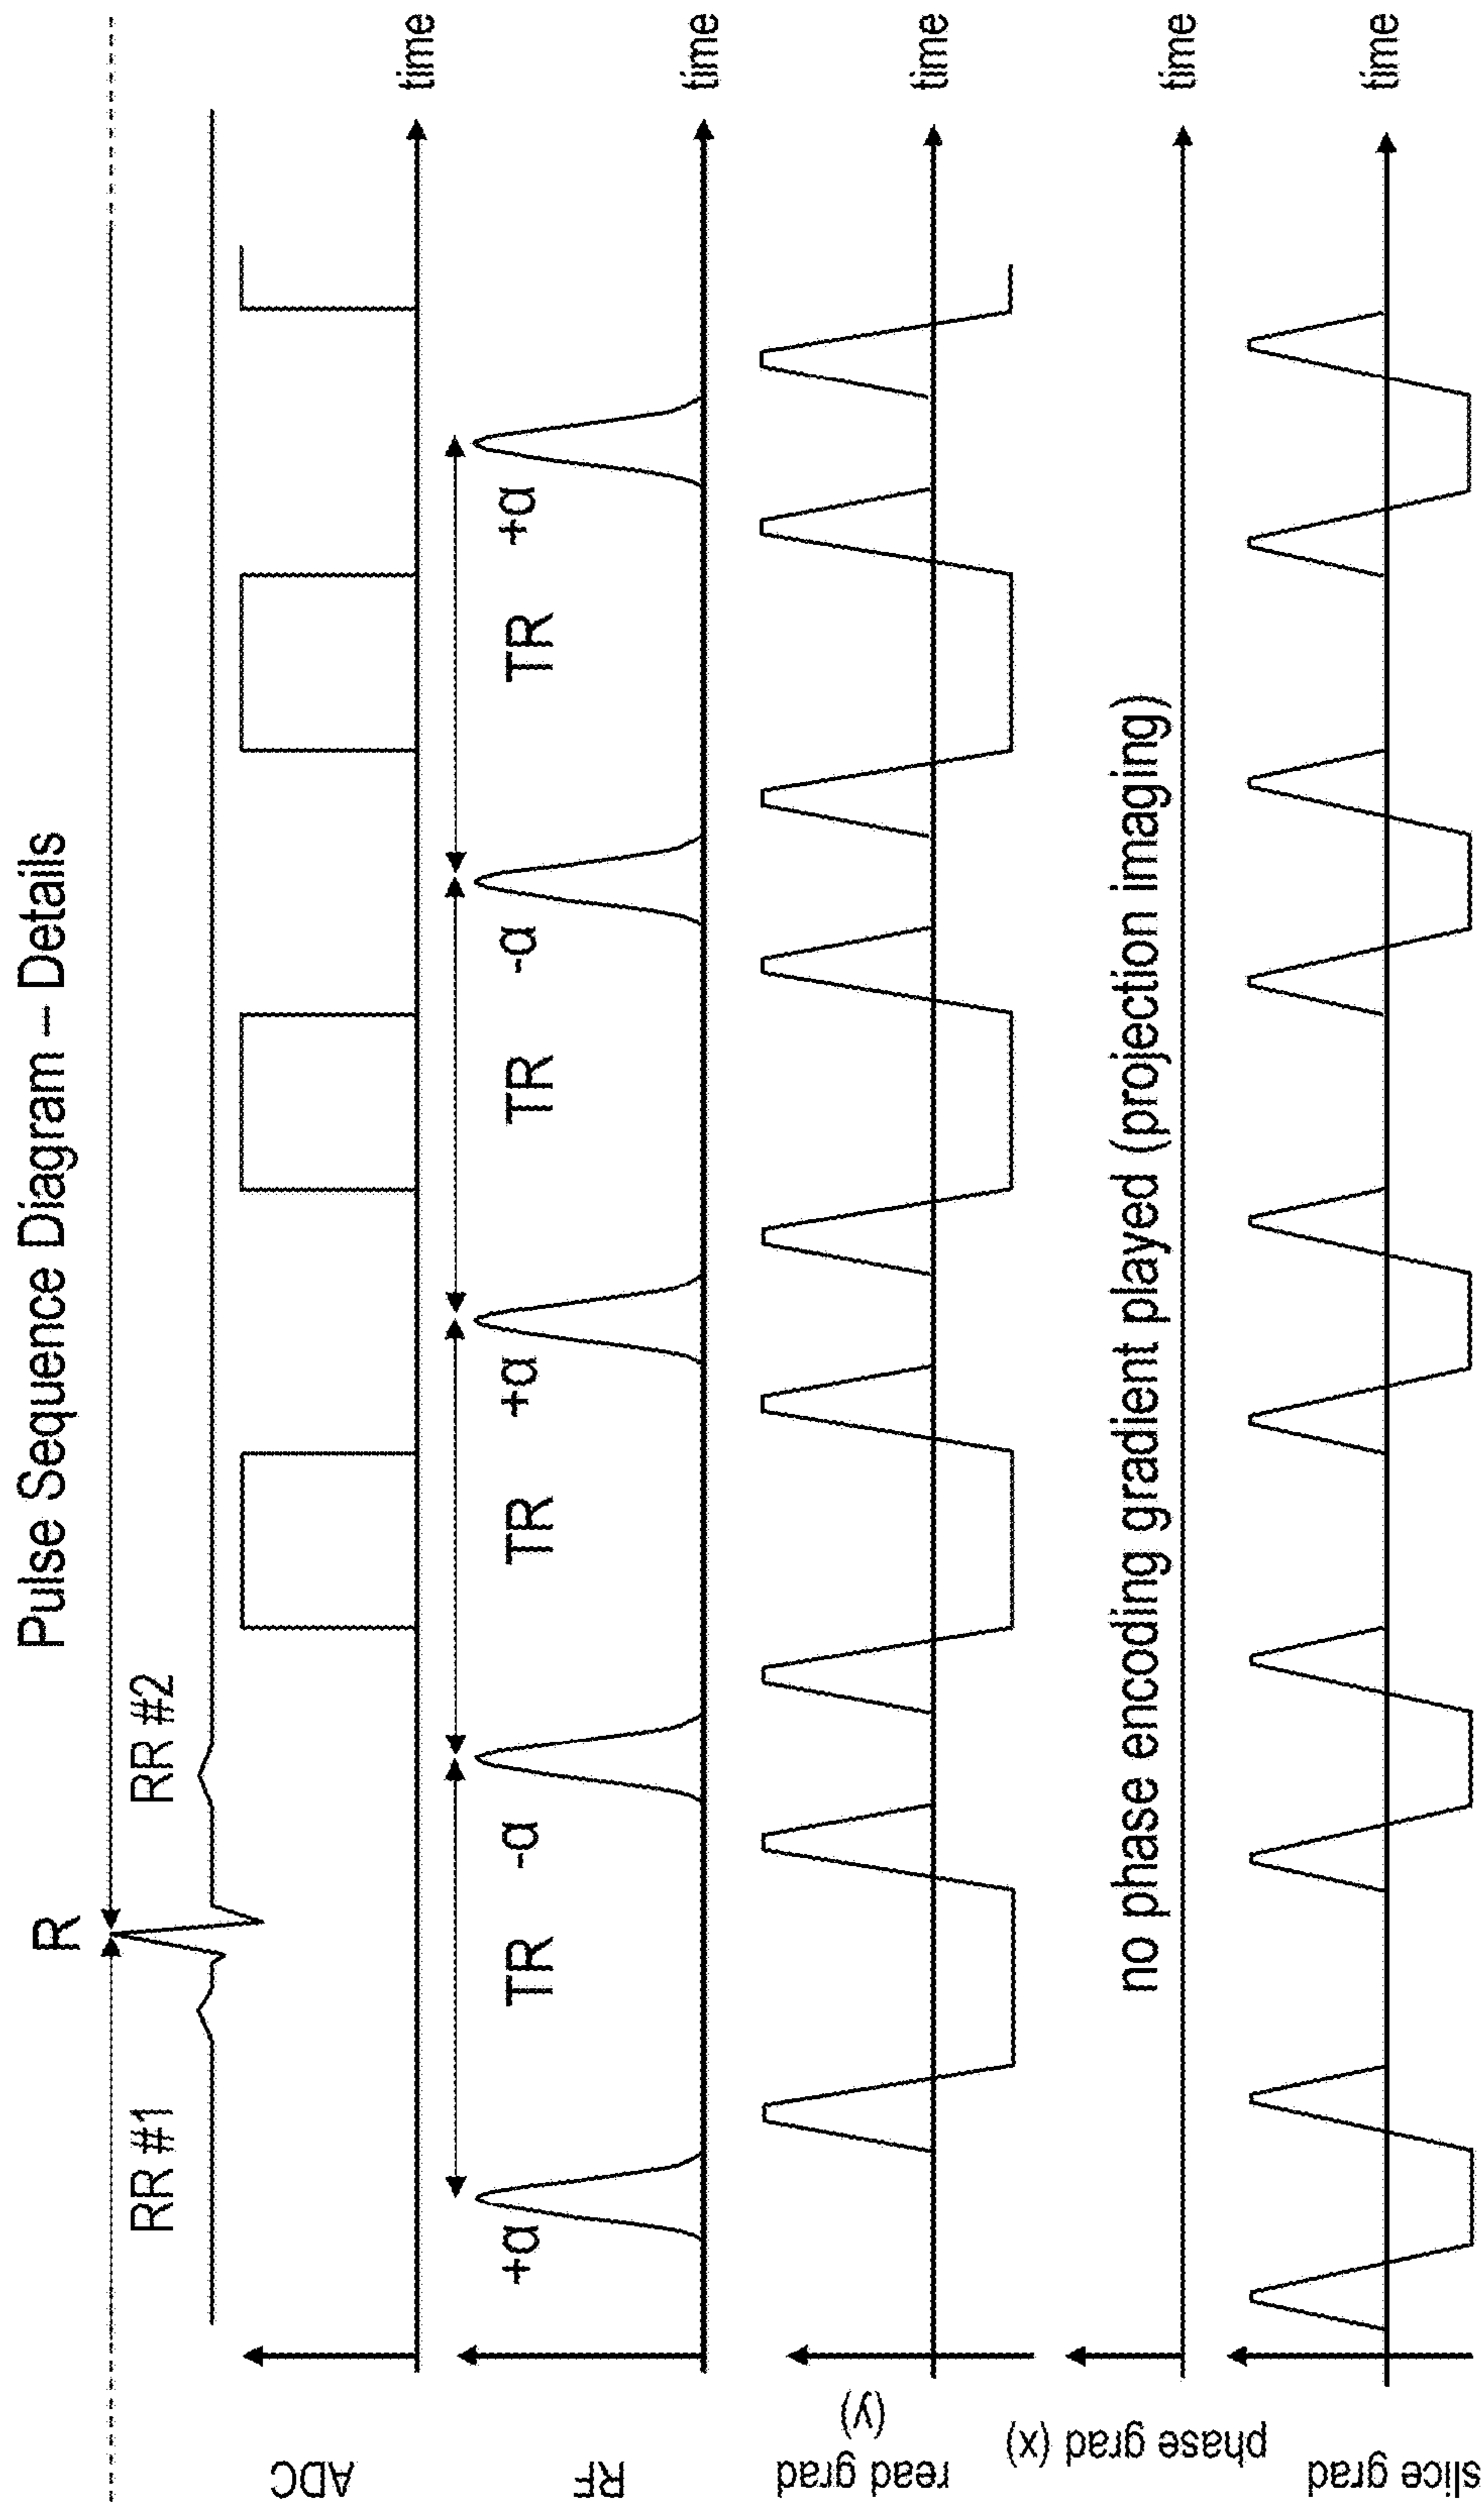 Pulse Sequence Diagram – Details
R
RR #1
RR #2
ADC
time
RF
+α
TR
-α
TR
+α
TR
-α
TR
+α
time
read grad
(y)
time
phase grad (x)
no phase encoding gradient played (projection imaging)
time
slice grad
time